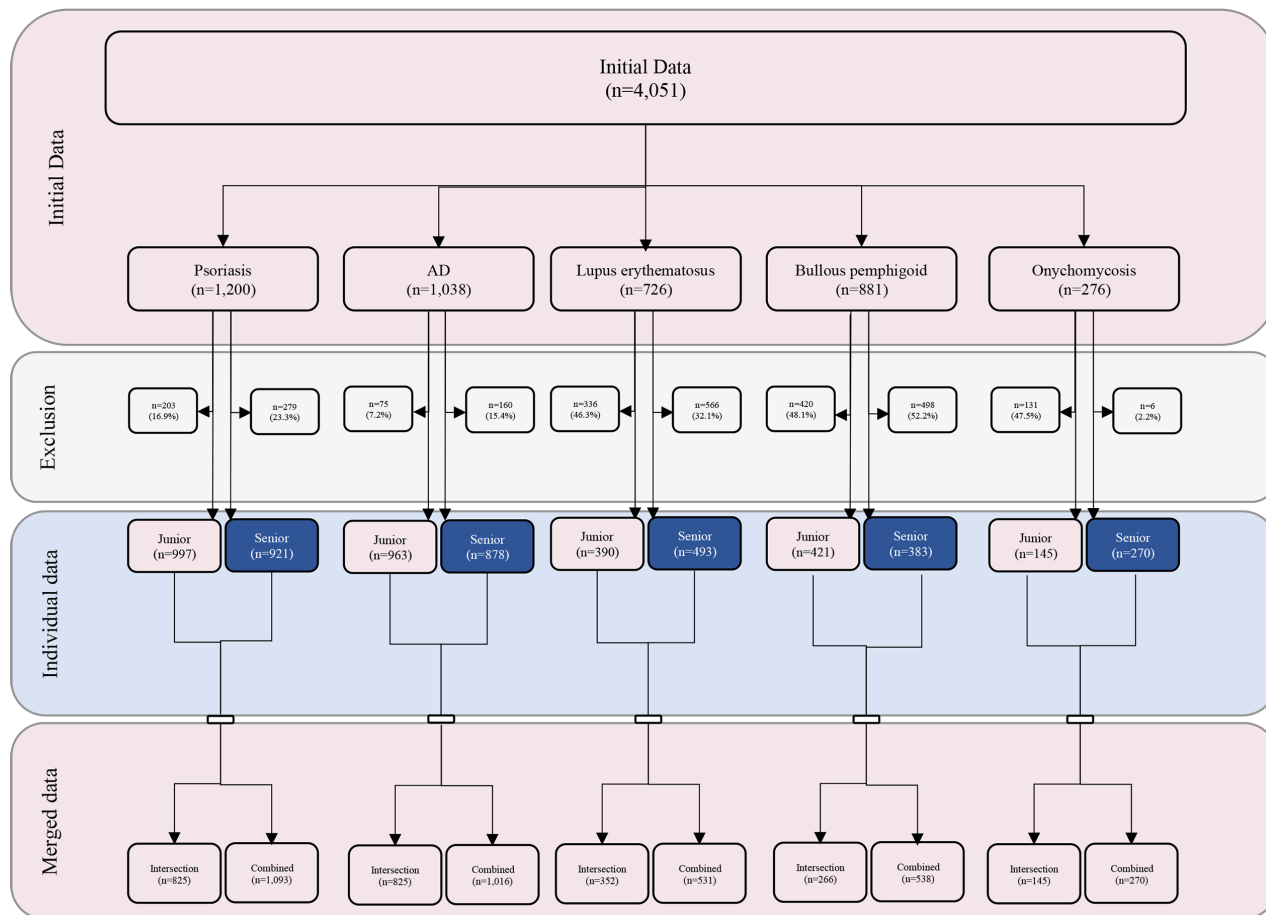 Initial Data
Initial Data
(n=4,051)
Psoriasis
(n=1,200)
AD
(n=1,038)
Lupus erythematosus
(n=726)
Bullous pemphigoid
(n=881)
Onychomycosis
(n=276)
Exclusion
n=203
(16.9%)
n=279
(23.3%)
n=75
(7.2%)
n=160
(15.4%)
n=336
(46.3%)
n=566
(32.1%)
n=420
(48.1%)
n=498
(52.2%)
n=131
(47.5%)
n=6
(2.2%)
Individual data
Junior
(n=997)
Senior
(n=921)
Junior
(n=963)
Senior
(n=878)
Junior
(n=390)
Senior
(n=493)
Junior
(n=421)
Senior
(n=383)
Junior
(n=145)
Senior
(n=270)
Merged data
Intersection
(n=825)
Combined
(n=1,093)
Intersection
(n=825)
Combined
(n=1,016)
Intersection
(n=352)
Combined
(n=531)
Intersection
(n=266)
Combined
(n=538)
Intersection
(n=145)
Combined
(n=270)